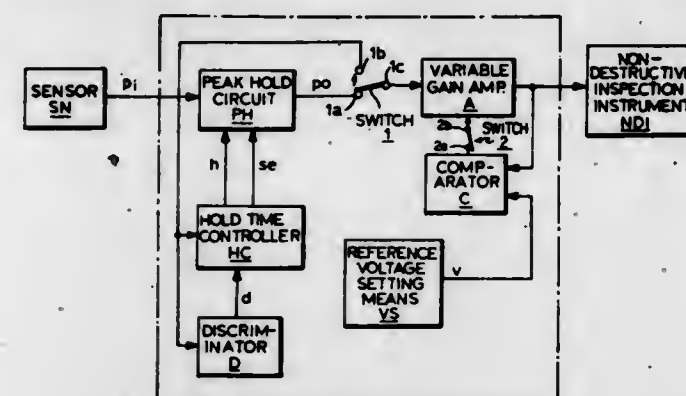 SENSOR
SN
pi
PEAK HOLD
CIRCUIT
PH
po
1b
1a
1c
SWITCH
1
VARIABLE
GAIN AMP.
A
NON-
DESTRUCTIVE
INSPECTION
INSTRUMENT
NDI
2b
2a
SWITCH
2
COMP-
ARATOR
C
h
se
HOLD TIME
CONTROLLER
HC
REFERENCE
VOLTAGE
SETTING
MEANS
VS
v
d
DISCRIM-
INATOR
D